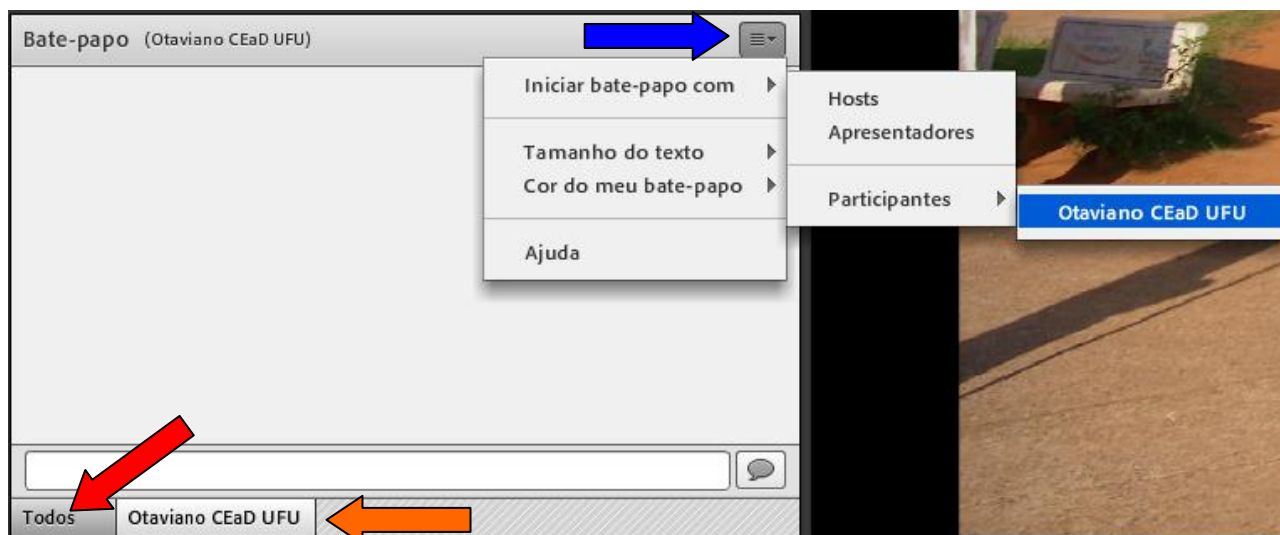 Bate-papo (Otaviano CEaD UFU)
Iniciar bate-papo com
Tamanho do texto
Cor do meu bate-papo
Ajuda
Hosts
Apresentadores
Participantes
Otaviano CEaD UFU
Todos
Otaviano CEaD UFU